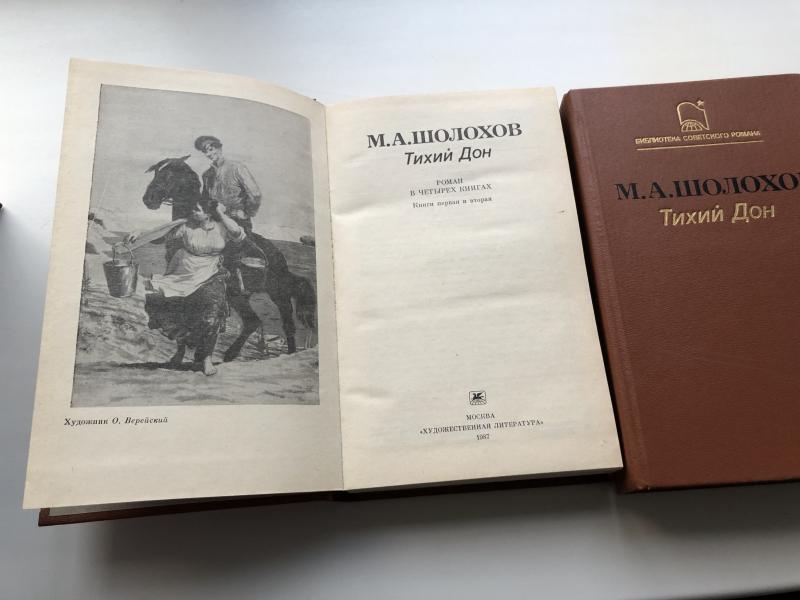 Художник О. Верейский
М.А.ШОЛОХОВ
Тихий Дон
РОМАН
В ЧЕТЫРЕХ КНИГАХ
Книги первая и вторая
МОСКВА
«ХУДОЖЕСТВЕННАЯ ЛИТЕРАТУРА»
1987
БИБЛИОТЕКА СОВЕТСКОГО РОМАНА
М.А.ШОЛОХОВ
Тихий Дон